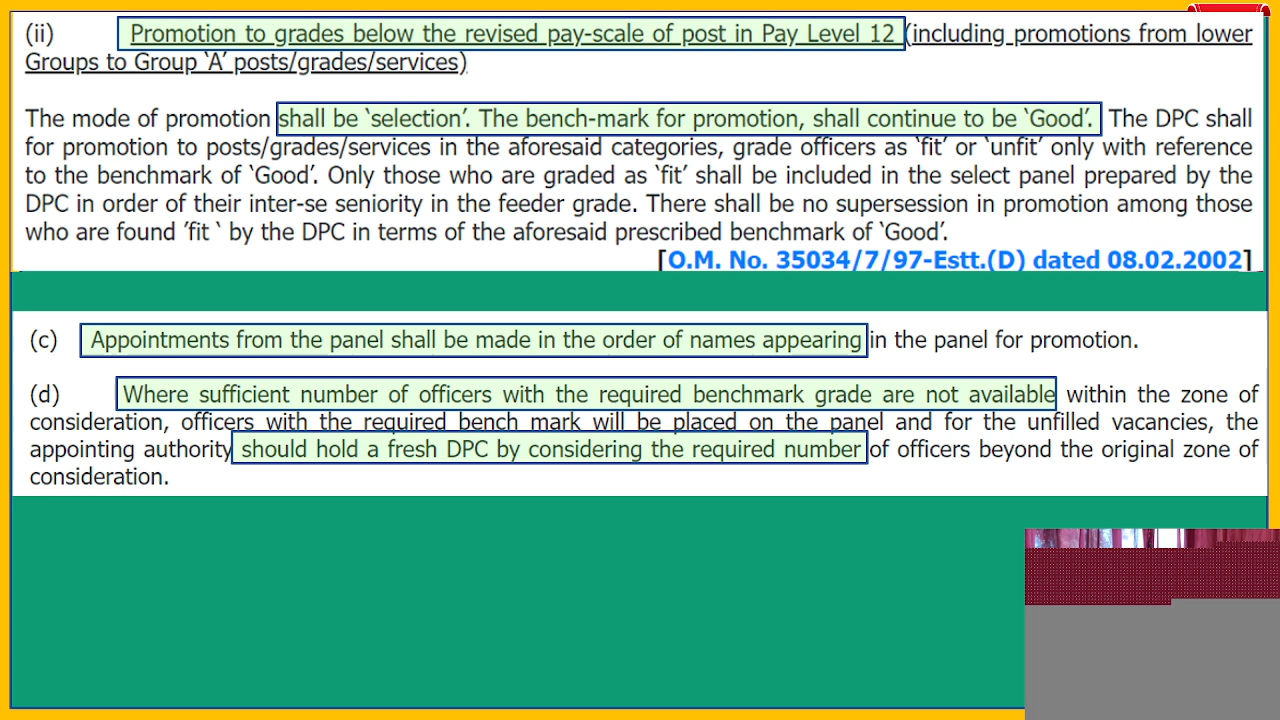 (ii) Promotion to grades below the revised pay-scale of post in Pay Level 12 (including promotions from lower
Groups to Group ‘A’ posts/grades/services)
The mode of promotion shall be ‘selection’. The bench-mark for promotion, shall continue to be ‘Good’. The DPC shall
for promotion to posts/grades/services in the aforesaid categories, grade officers as ‘fit’ or ‘unfit’ only with reference
to the benchmark of ‘Good’. Only those who are graded as ‘fit’ shall be included in the select panel prepared by the
DPC in order of their inter-se seniority in the feeder grade. There shall be no supersession in promotion among those
who are found ’fit ‘ by the DPC in terms of the aforesaid prescribed benchmark of ‘Good’.
[O.M. No. 35034/7/97-Estt.(D) dated 08.02.2002]
(c) Appointments from the panel shall be made in the order of names appearing in the panel for promotion.
(d) Where sufficient number of officers with the required benchmark grade are not available within the zone of
consideration, officers with the required bench mark will be placed on the panel and for the unfilled vacancies, the
appointing authority should hold a fresh DPC by considering the required number of officers beyond the original zone of
consideration.